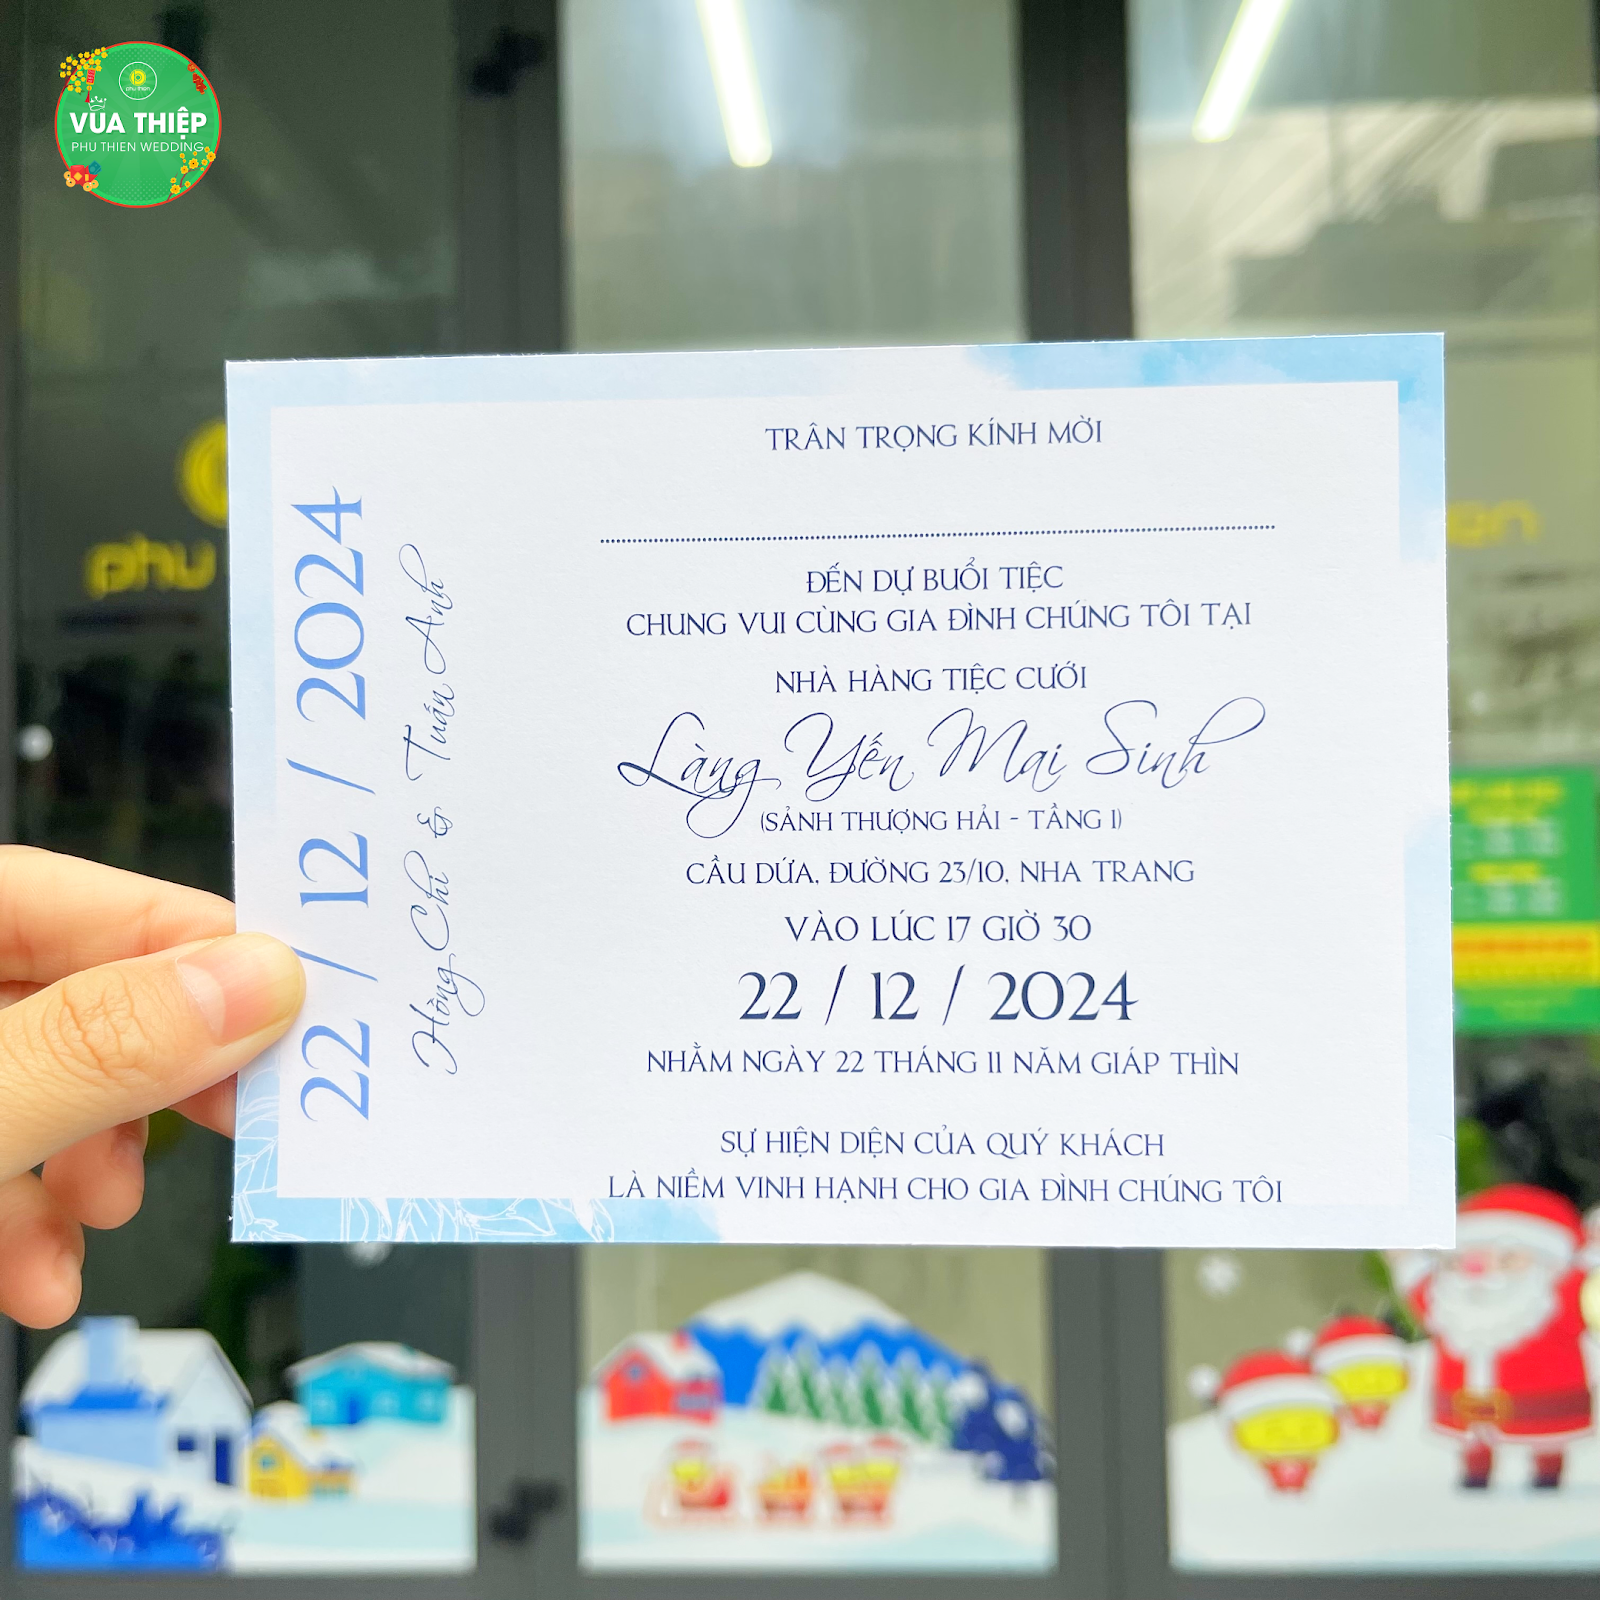 phu thien
VUA THIỆP
PHU THIEN WEDDING
22 / 12 / 2024
Hồng Chi & Tuấn Anh
TRÂN TRỌNG KÍNH MỜI
ĐẾN DỰ BUỔI TIỆC
CHUNG VUI CÙNG GIA ĐÌNH CHÚNG TÔI TẠI
NHÀ HÀNG TIỆC CƯỚI
Làng Yến Mai Sinh
(SẢNH THƯỢNG HẢI - TẦNG 1)
CẦU DỨA, ĐƯỜNG 23/10, NHA TRANG
VÀO LÚC 17 GIỜ 30
22 / 12 / 2024
NHẰM NGÀY 22 THÁNG 11 NĂM GIÁP THÌN
SỰ HIỆN DIỆN CỦA QUÝ KHÁCH
LÀ NIỀM VINH HẠNH CHO GIA ĐÌNH CHÚNG TÔI
phu